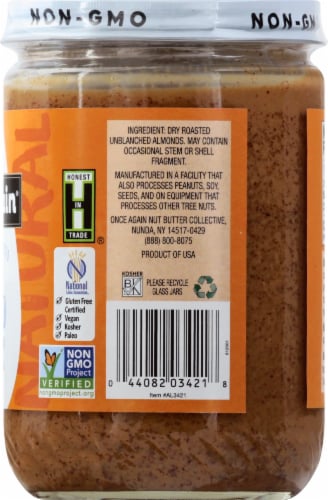 NON-GMO NON-GM
NATURAL
in®
INGREDIENT: DRY ROASTED
UNBLANCHED ALMONDS. MAY CONTAIN
OCCASIONAL STEM OR SHELL
FRAGMENT.
MANUFACTURED IN A FACILITY THAT
ALSO PROCESSES PEANUTS, SOY,
SEEDS, AND ON EQUIPMENT THAT
PROCESSES OTHER TREE NUTS.
ONCE AGAIN NUT BUTTER COLLECTIVE,
NUNDA, NY 14517-0429
(888) 800-8075
PRODUCT OF USA
HONEST
H
IN
TRADE
®
National
Gluten Free
Certified
Vegan
Kosher
Paleo
NON
GMO
Project
VERIFIED
nongmoproject.org
KOSHER
PLEASE RECYCLE
GLASS JARS
0 44082 03421 8
Item #AL3421